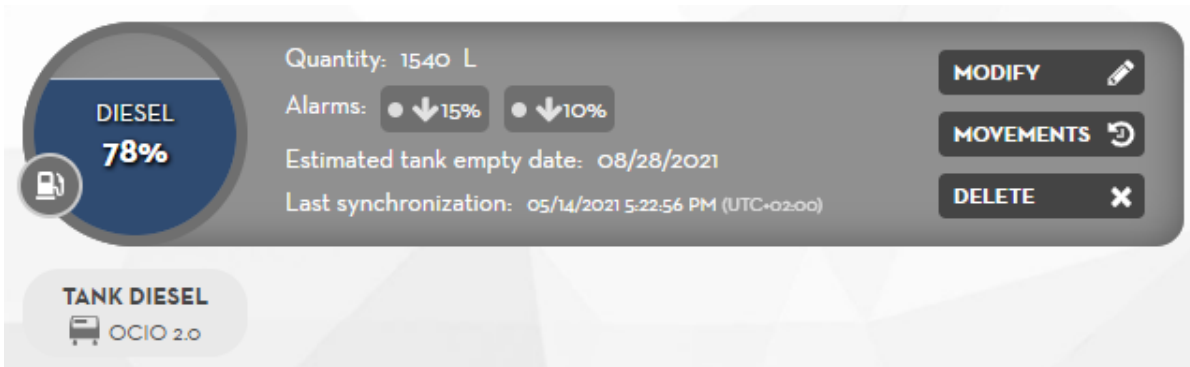 DIESEL
78%
Quantity: 1540 L
Alarms: 15% 10%
Estimated tank empty date: 08/28/2021
Last synchronization: 05/14/2021 5:22:56 PM (UTC+02:00)
MODIFY
MOVEMENTS
DELETE
TANK DIESEL
OCIO 2.0